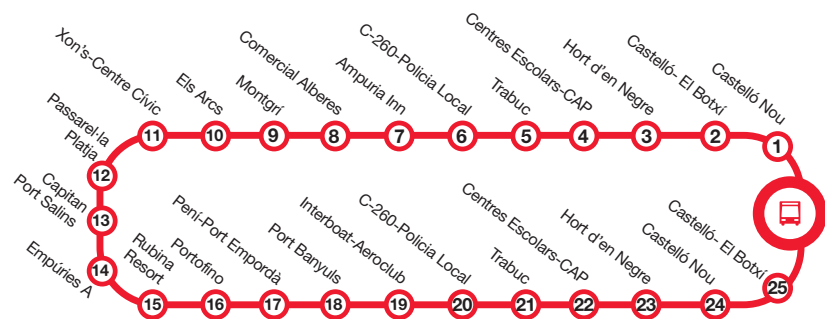 Xon's-Centre Cívic
Els Arcs
Montgrí
Comercial Alberes
Ampuria Inn
C-260-Policia Local
Trabuc
Centres Escolars-CAP
Hort d'en Negre
Castelló- El Botxí
Castelló Nou
11
10
9
8
7
6
5
4
3
2
1
Passarel·la
Platja
12
Capitan
Port Salins
13
Empúries A
14
Rubina
Resort
Portofino
Peni-Port Empordà
Port Banyuls
Interboat-Aeroclub
C-260-Policia Local
Trabuc
Centres Escolars-CAP
Hort d'en Negre
Castelló Nou
Castelló- El Botxí
15
16
17
18
19
20
21
22
23
24
25